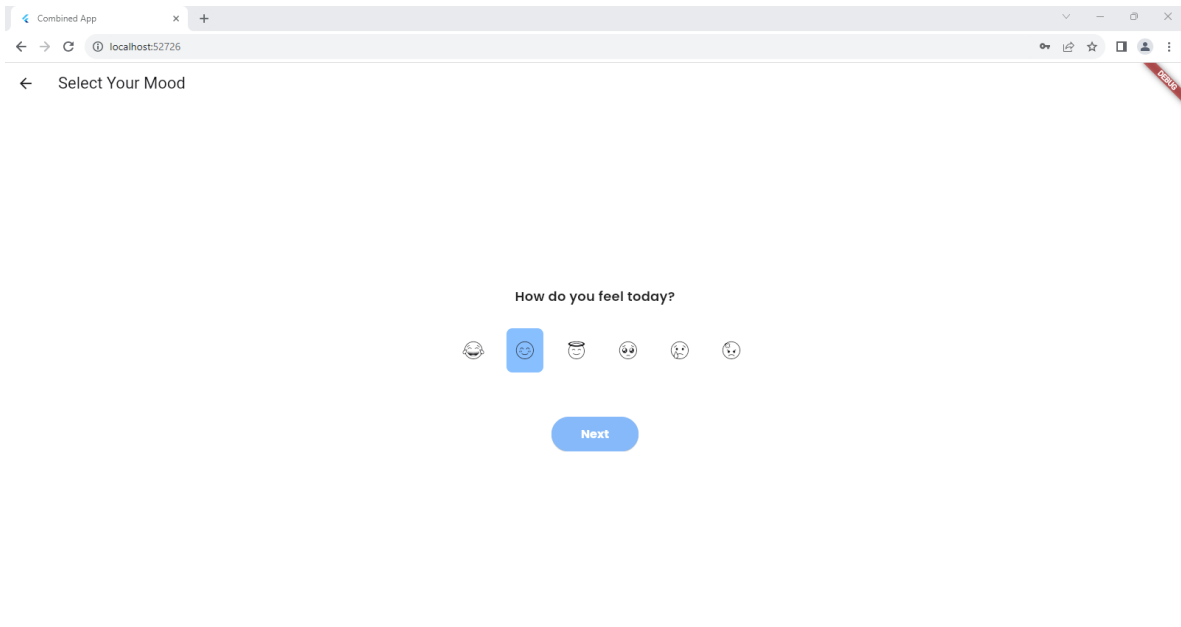 Combined App
localhost:52726
Select Your Mood
DEBUG
How do you feel today?
Next